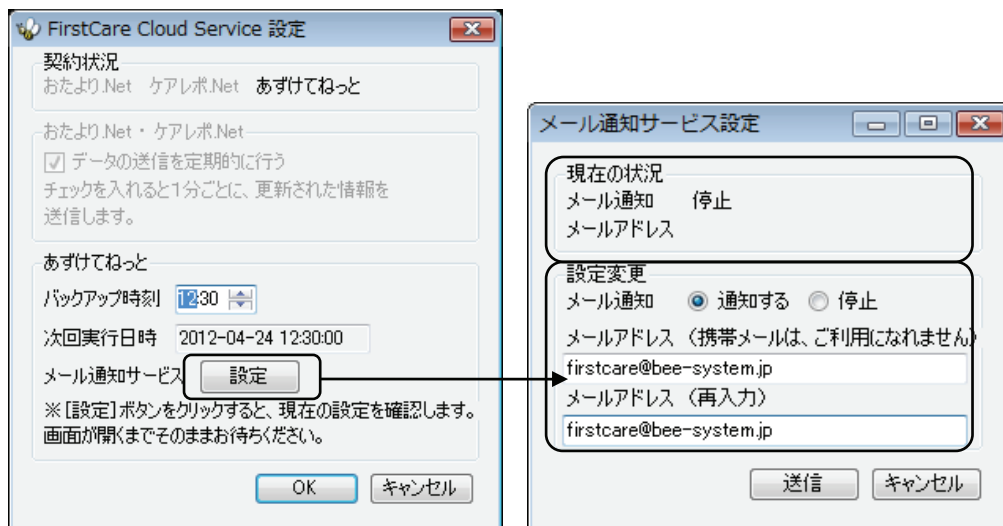 FirstCare Cloud Service 設定
契約状況
おたより.Net ケアレポ.Net あずけてねっと
おたより.Net・ケアレポ.Net
データの送信を定期的に行う
チェックを入れると1分ごとに、更新された情報を
送信します。
あずけてねっと
バックアップ時刻 12:30
次回実行日時 2012-04-24 12:30:00
メール通知サービス 設定
※[設定]ボタンをクリックすると、現在の設定を確認します。
画面が開くまでそのままお待ちください。
OK キャンセル
メール通知サービス設定
現在の状況
メール通知 停止
メールアドレス
設定変更
メール通知 通知する 停止
メールアドレス (携帯メールは、ご利用になれません)
firstcare@bee-system.jp
メールアドレス (再入力)
firstcare@bee-system.jp
送信 キャンセル